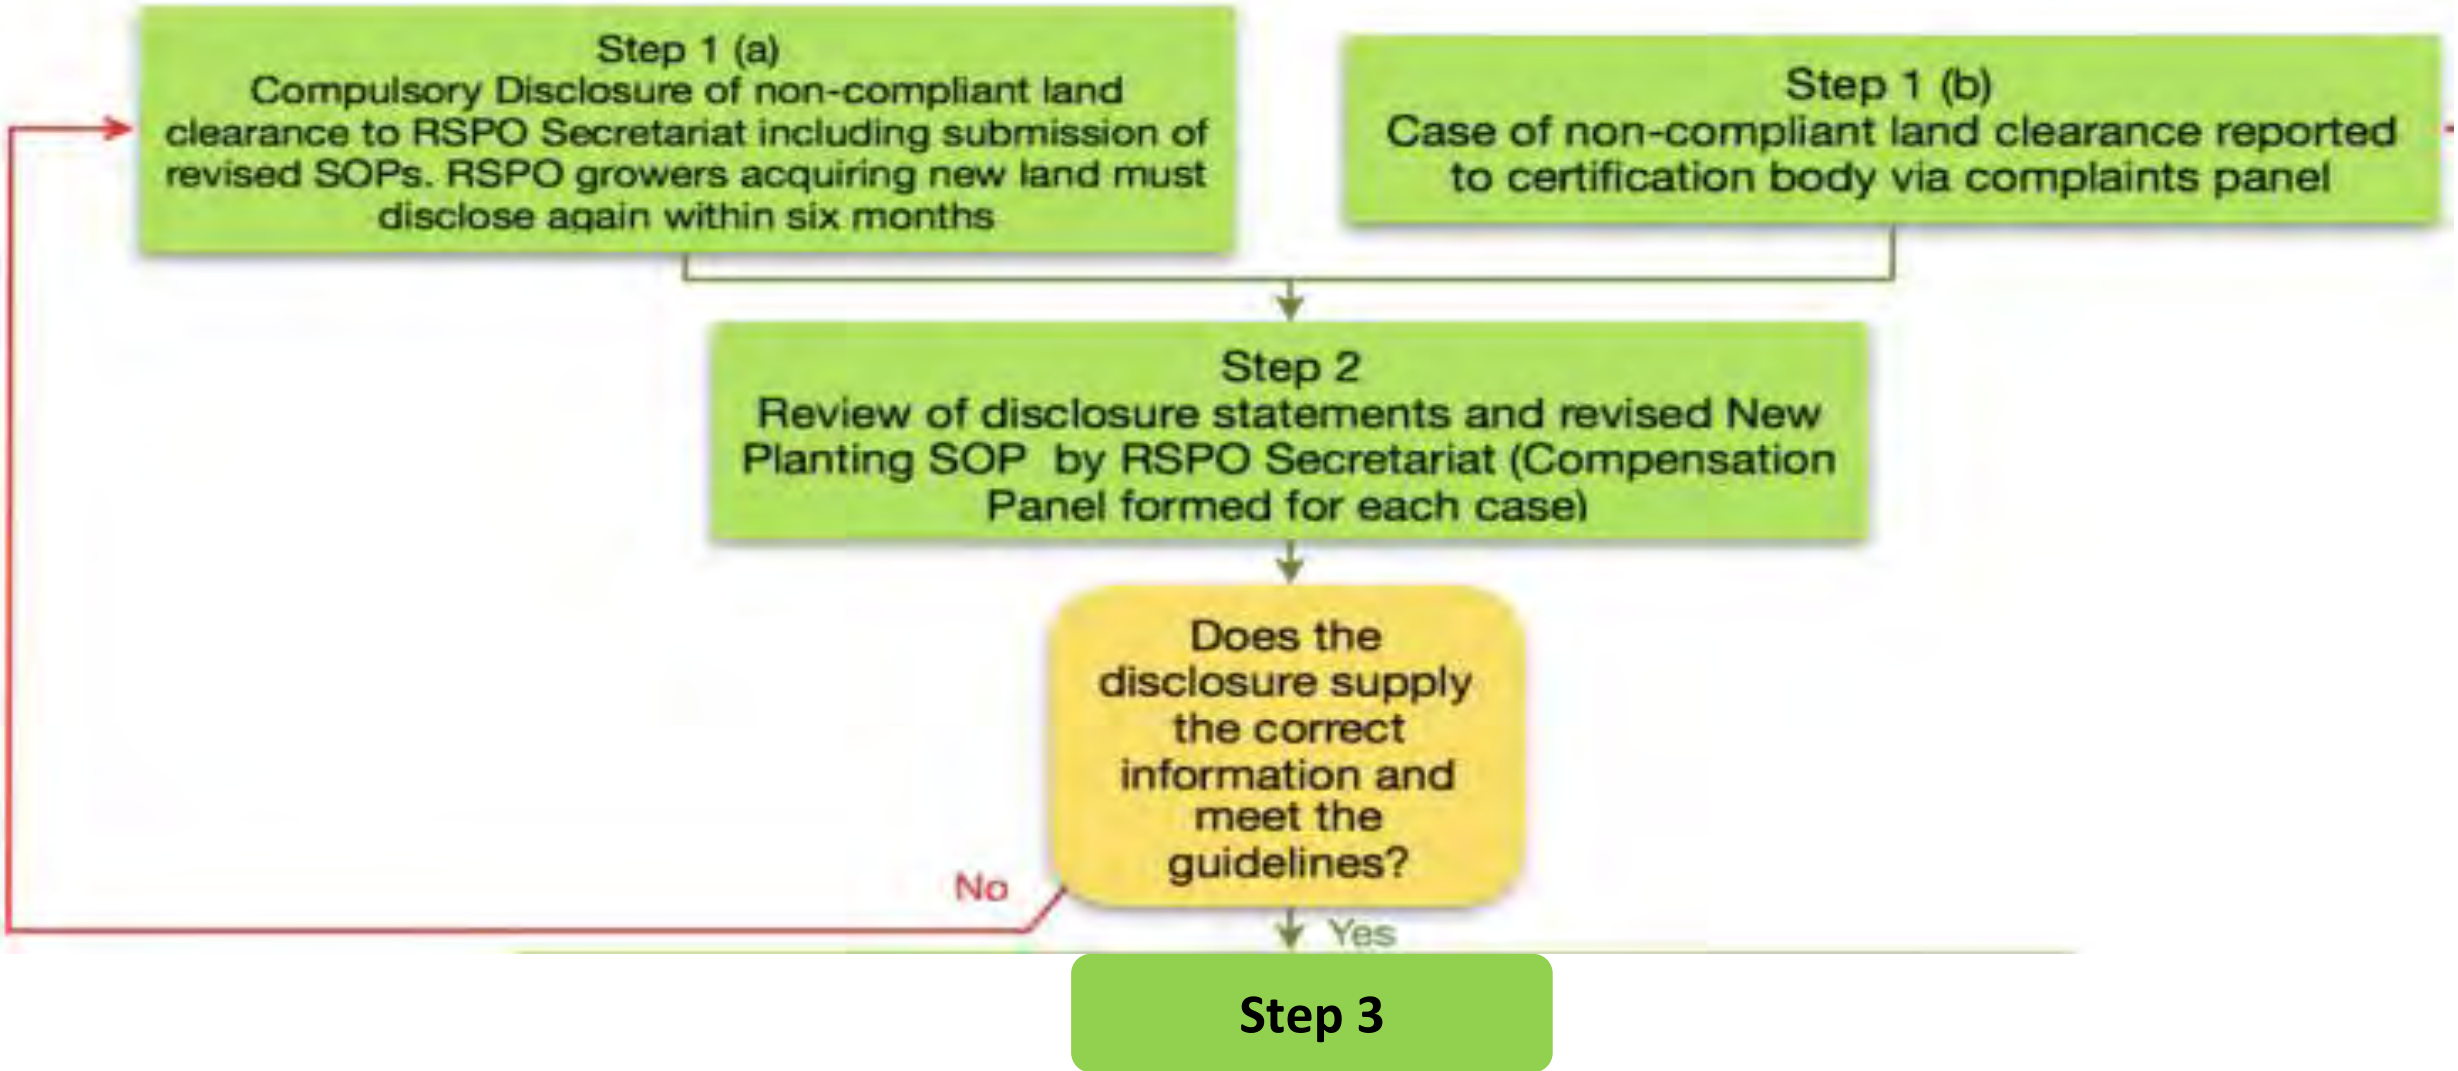 Step 1 (a)
Compulsory Disclosure of non-compliant land
clearance to RSPO Secretariat including submission of
revised SOPs. RSPO growers acquiring new land must
disclose again within six months
Step 1 (b)
Case of non-compliant land clearance reported
to certification body via complaints panel
Step 2
Review of disclosure statements and revised New
Planting SOP by RSPO Secretariat (Compensation
Panel formed for each case)
Does the
disclosure supply
the correct
information and
meet the
guidelines?
No
Yes
Step 3